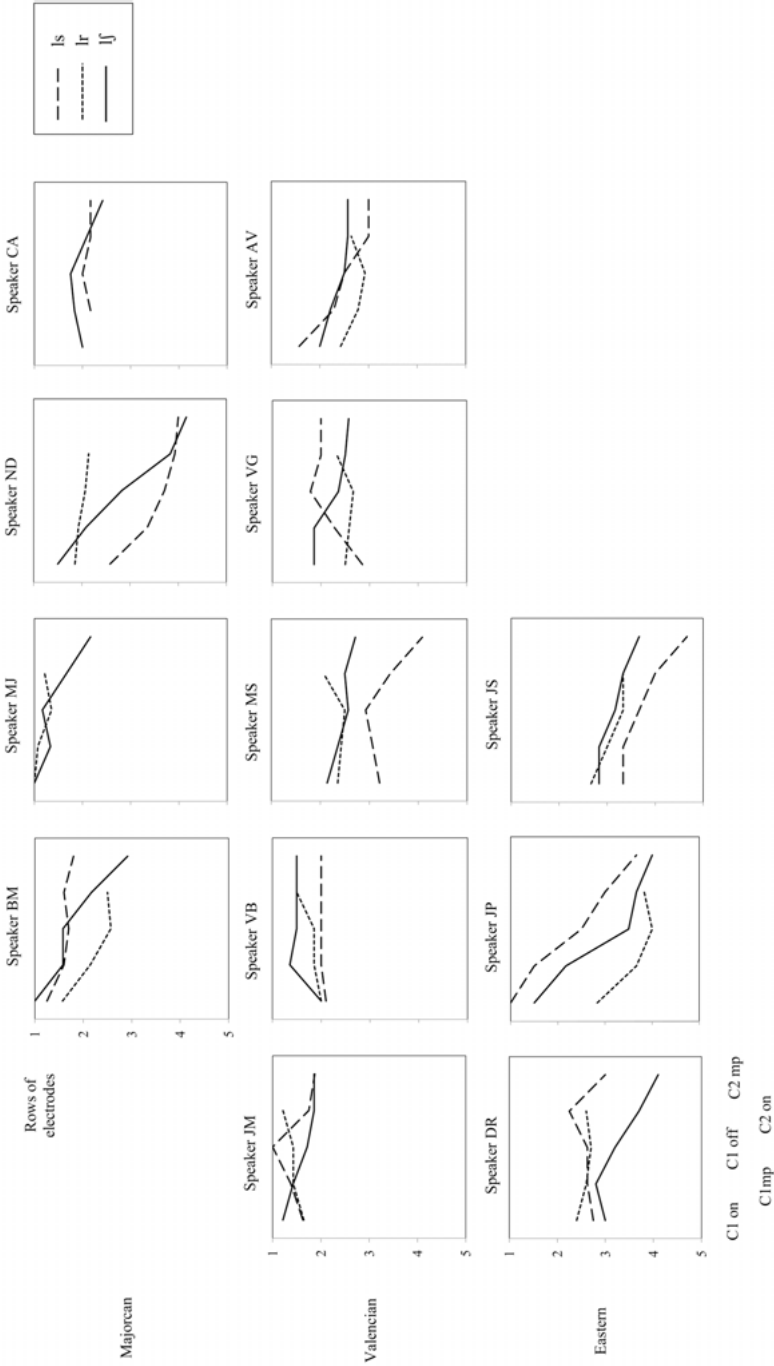 ls
lr
lʃ
Rows of
electrodes
Majorcan
Speaker BM
Speaker MJ
Speaker ND
Speaker CA
1
2
3
4
5
Valencian
Speaker JM
Speaker VB
Speaker MS
Speaker VG
Speaker AV
1
2
3
4
5
Eastern
Speaker DR
Speaker JP
Speaker JS
1
2
3
4
5
C1 on C1 off C2 mp
C1mp C2 on